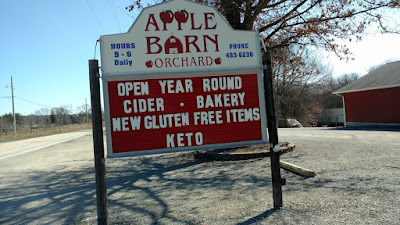 APPLE
BARN
ORCHARD
HOURS
9 - 6
Daily
PHONE
483-6236
OPEN YEAR ROUND
CIDER • BAKERY
NEW GLUTEN FREE ITEMS
KETO